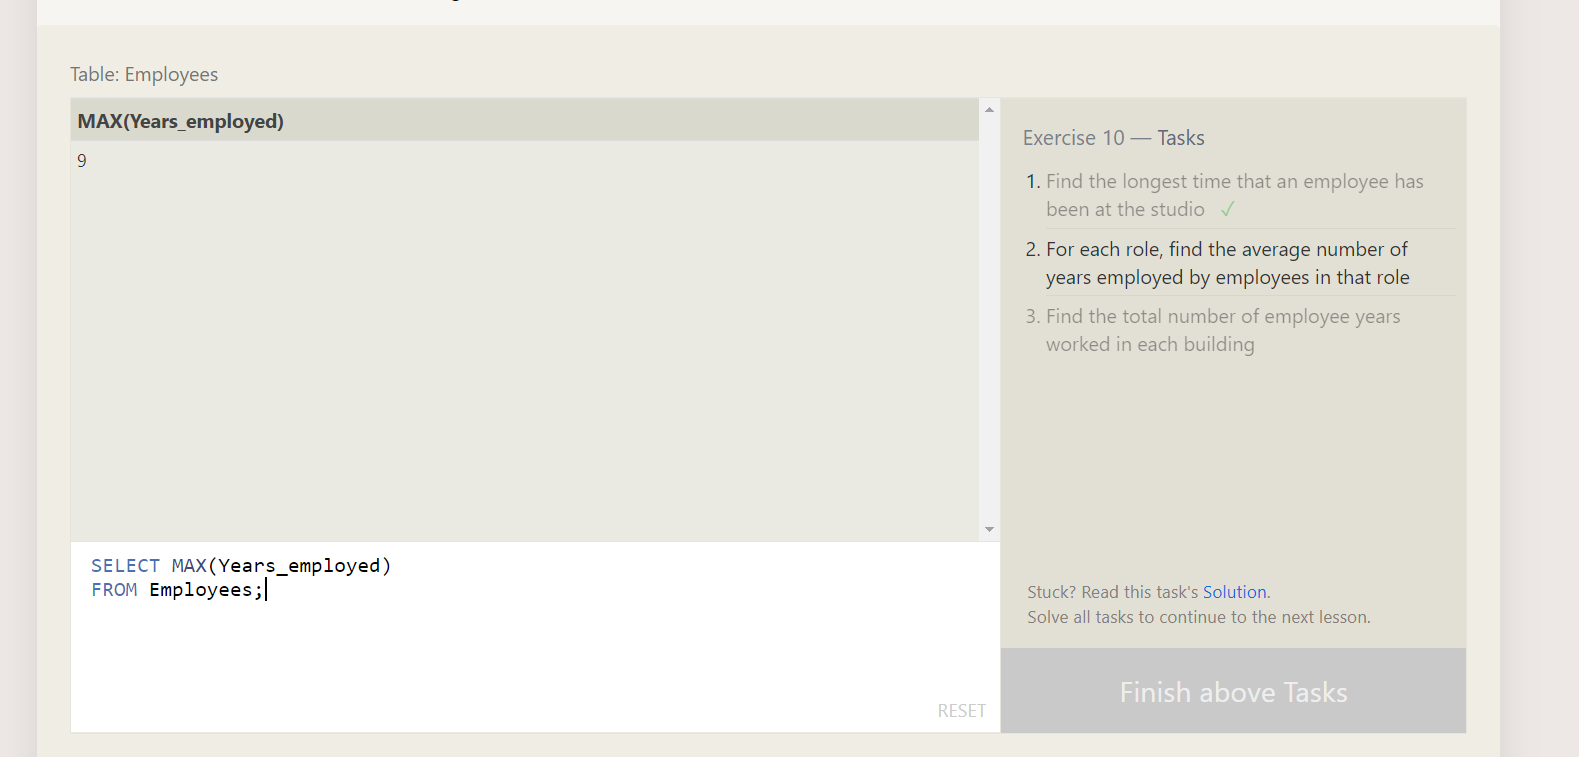 Table: Employees
MAX(Years_employed)
9
SELECT MAX(Years_employed)
FROM Employees;
RESET
Exercise 10 — Tasks
1. Find the longest time that an employee has
been at the studio ✓
2. For each role, find the average number of
years employed by employees in that role
3. Find the total number of employee years
worked in each building
Stuck? Read this task's Solution.
Solve all tasks to continue to the next lesson.
Finish above Tasks